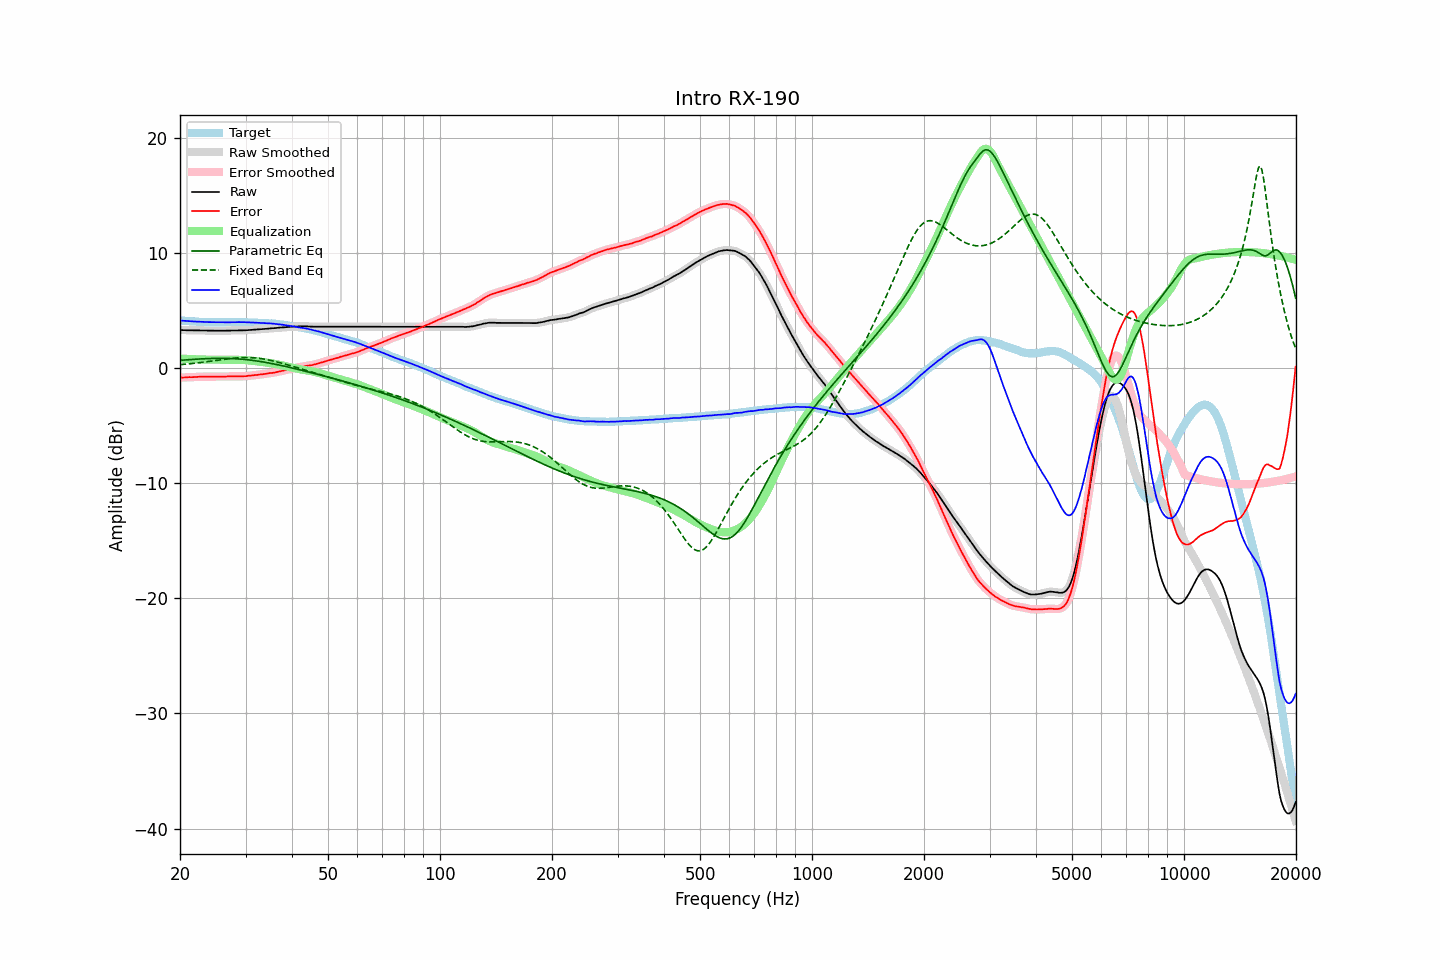 Intro RX-190
Target
Raw Smoothed
Error Smoothed
Raw
Error
Equalization
Parametric Eq
Fixed Band Eq
Equalized
20
10
0
−10
−20
−30
−40
Amplitude (dBr)
20 50 100 200 500 1000 2000 5000 10000 20000
Frequency (Hz)